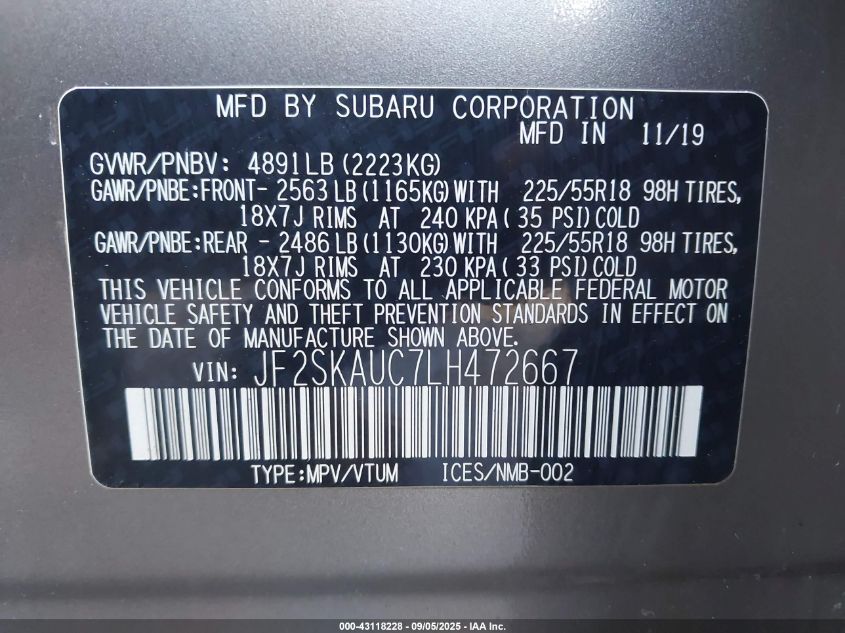 MFD BY SUBARU CORPORATION
MFD IN 11/19
GVWR/PNBV: 4891LB (2223KG)
GAWR/PNBE:FRONT- 2563 LB (1165KG) WITH 225/55R18 98H TIRES,
18X7J RIMS AT 240 KPA ( 35 PSI) COLD
GAWR/PNBE:REAR - 2486 LB (1130KG) WITH 225/55R18 98H TIRES,
18X7J RIMS AT 230 KPA ( 33 PSI) COLD
THIS VEHICLE CONFORMS TO ALL APPLICABLE FEDERAL MOTOR
VEHICLE SAFETY AND THEFT PREVENTION STANDARDS IN EFFECT ON
THE DATE OF MANUFACTURE SHOWN ABOVE.
VIN: JF2SKAUC7LH472667
TYPE:MPV/VTUM ICES/NMB-002
000-43118228 - 09/05/2025 - IAA Inc.